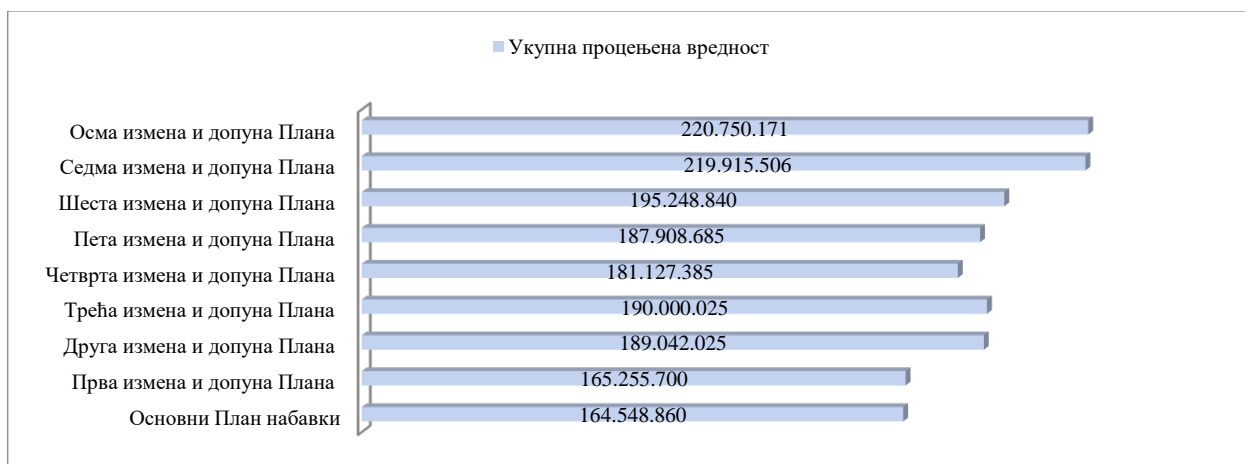 Укупна процењена вредност
Осма измена и допуна Плана 220.750.171
Седма измена и допуна Плана 219.915.506
Шеста измена и допуна Плана 195.248.840
Пета измена и допуна Плана 187.908.685
Четврта измена и допуна Плана 181.127.385
Трећа измена и допуна Плана 190.000.025
Друга измена и допуна Плана 189.042.025
Прва измена и допуна Плана 165.255.700
Основни План набавки 164.548.860